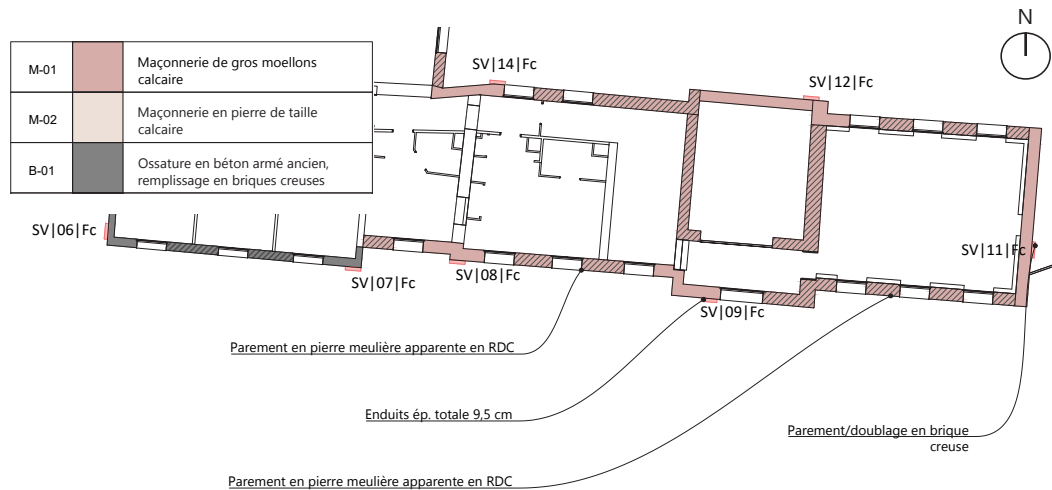 N
SV|14|Fc
SV|12|Fc
M-01
Maçonnerie de gros moellons
calcaire
M-02
Maçonnerie en pierre de taille
calcaire
B-01
Ossature en béton armé ancien,
remplissage en briques creuses
SV|06|Fc
SV|07|Fc
SV|08|Fc
SV|09|Fc
SV|11|Fc
Parement en pierre meulière apparente en RDC
Enduits ép. totale 9,5 cm
Parement/doublage en brique
creuse
Parement en pierre meulière apparente en RDC